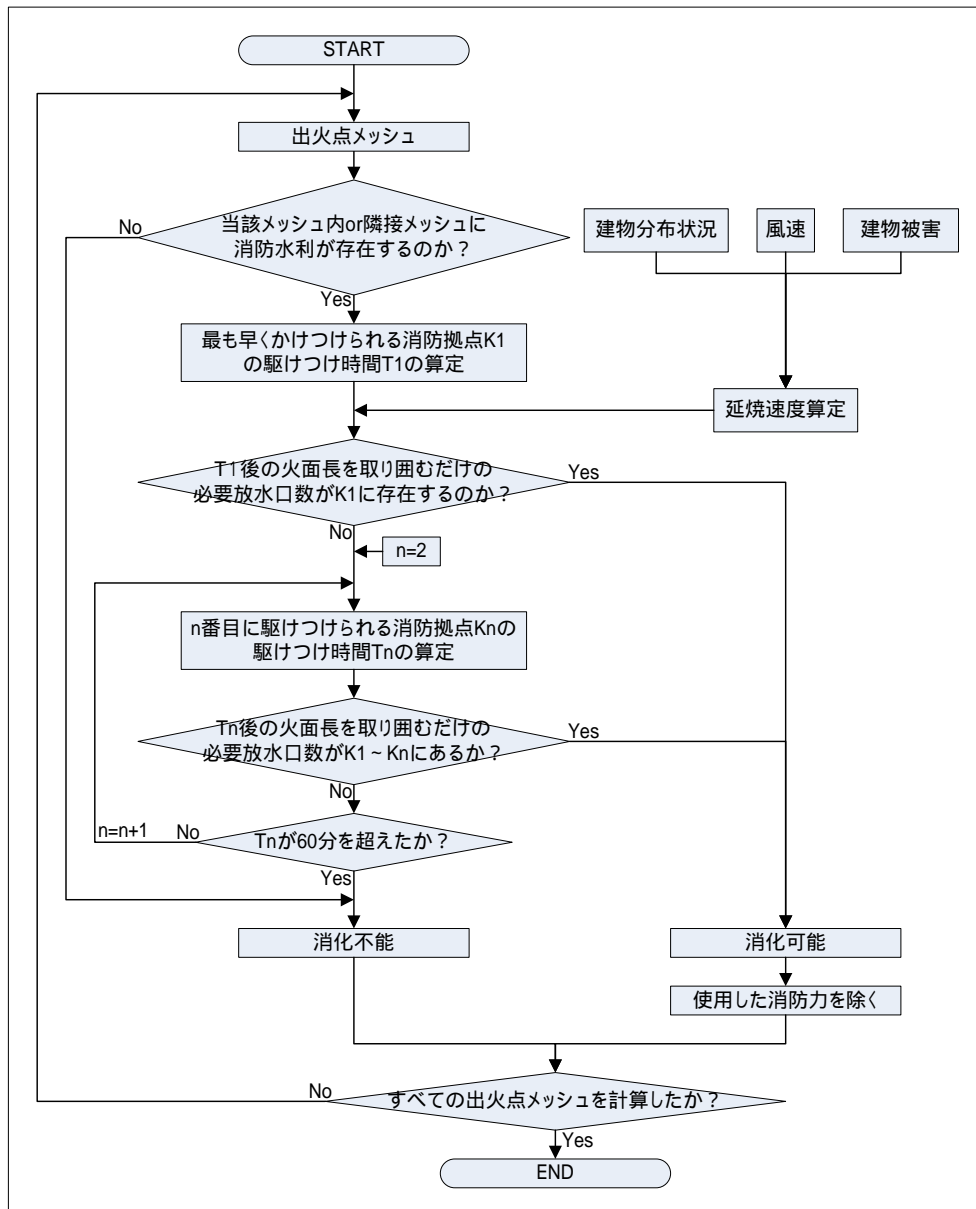 START
出火点メッシュ
No
当該メッシュ内or隣接メッシュに
消防水利が存在するのか？
Yes
建物分布状況
風速
建物被害
最も早くかけつけられる消防拠点K1
の駆けつけ時間T1の算定
延焼速度算定
T1後の火面長を取り囲むだけの
必要放水口数がK1に存在するのか？
Yes
No
n=2
n番目に駆けつけられる消防拠点Knの
駆けつけ時間Tnの算定
Tn後の火面長を取り囲むだけの
必要放水口数がK1~Knにあるか？
Yes
No
n=n+1
No
Tnが60分を超えたか？
Yes
消化不能
消化可能
使用した消防力を除く
No
すべての出火点メッシュを計算したか？
Yes
END